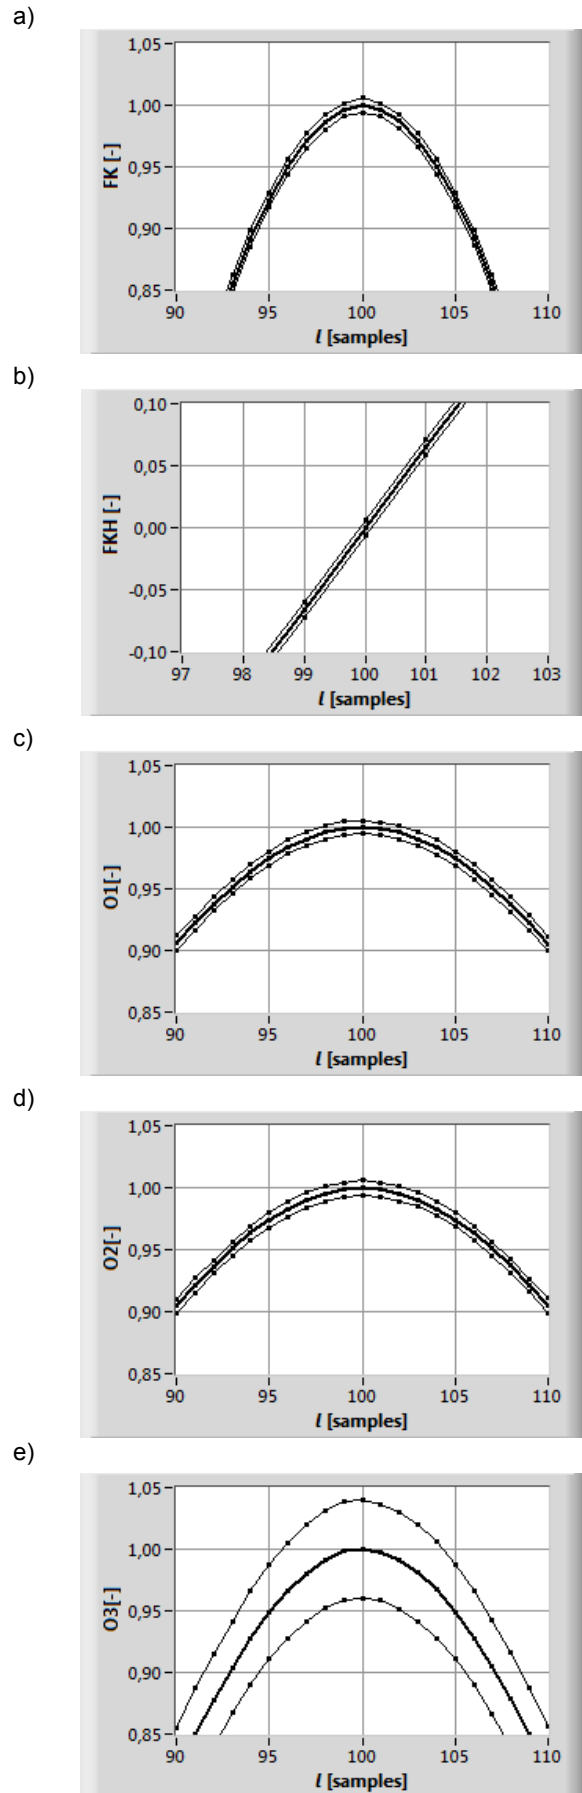 a)
1,05
1,00
0,95
0,90
0,85
FK [-]
90 95 100 105 110
l [samples]
b)
0,10
0,05
0,00
-0,05
-0,10
FKH [-]
97 98 99 100 101 102 103
l [samples]
c)
1,05
1,00
0,95
0,90
0,85
O1[-]
90 95 100 105 110
l [samples]
d)
1,05
1,00
0,95
0,90
0,85
O2[-]
90 95 100 105 110
l [samples]
e)
1,05
1,00
0,95
0,90
0,85
O3[-]
90 95 100 105 110
l [samples]